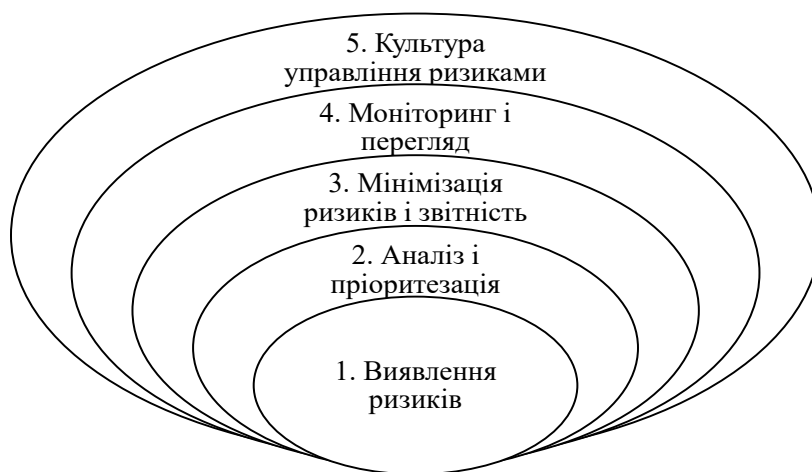 5. Культура
управління ризиками
4. Моніторинг і
перегляд
3. Мінімізація
ризиків і звітність
2. Аналіз і
пріоритезація
1. Виявлення
ризиків